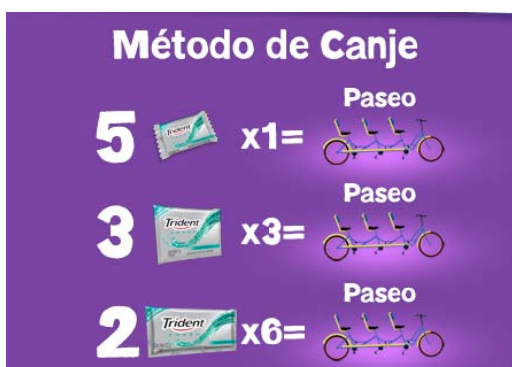 Método de Canje
Paseo
5 Trident x1=
Paseo
3 Trident x3=
Paseo
2 Trident x6=